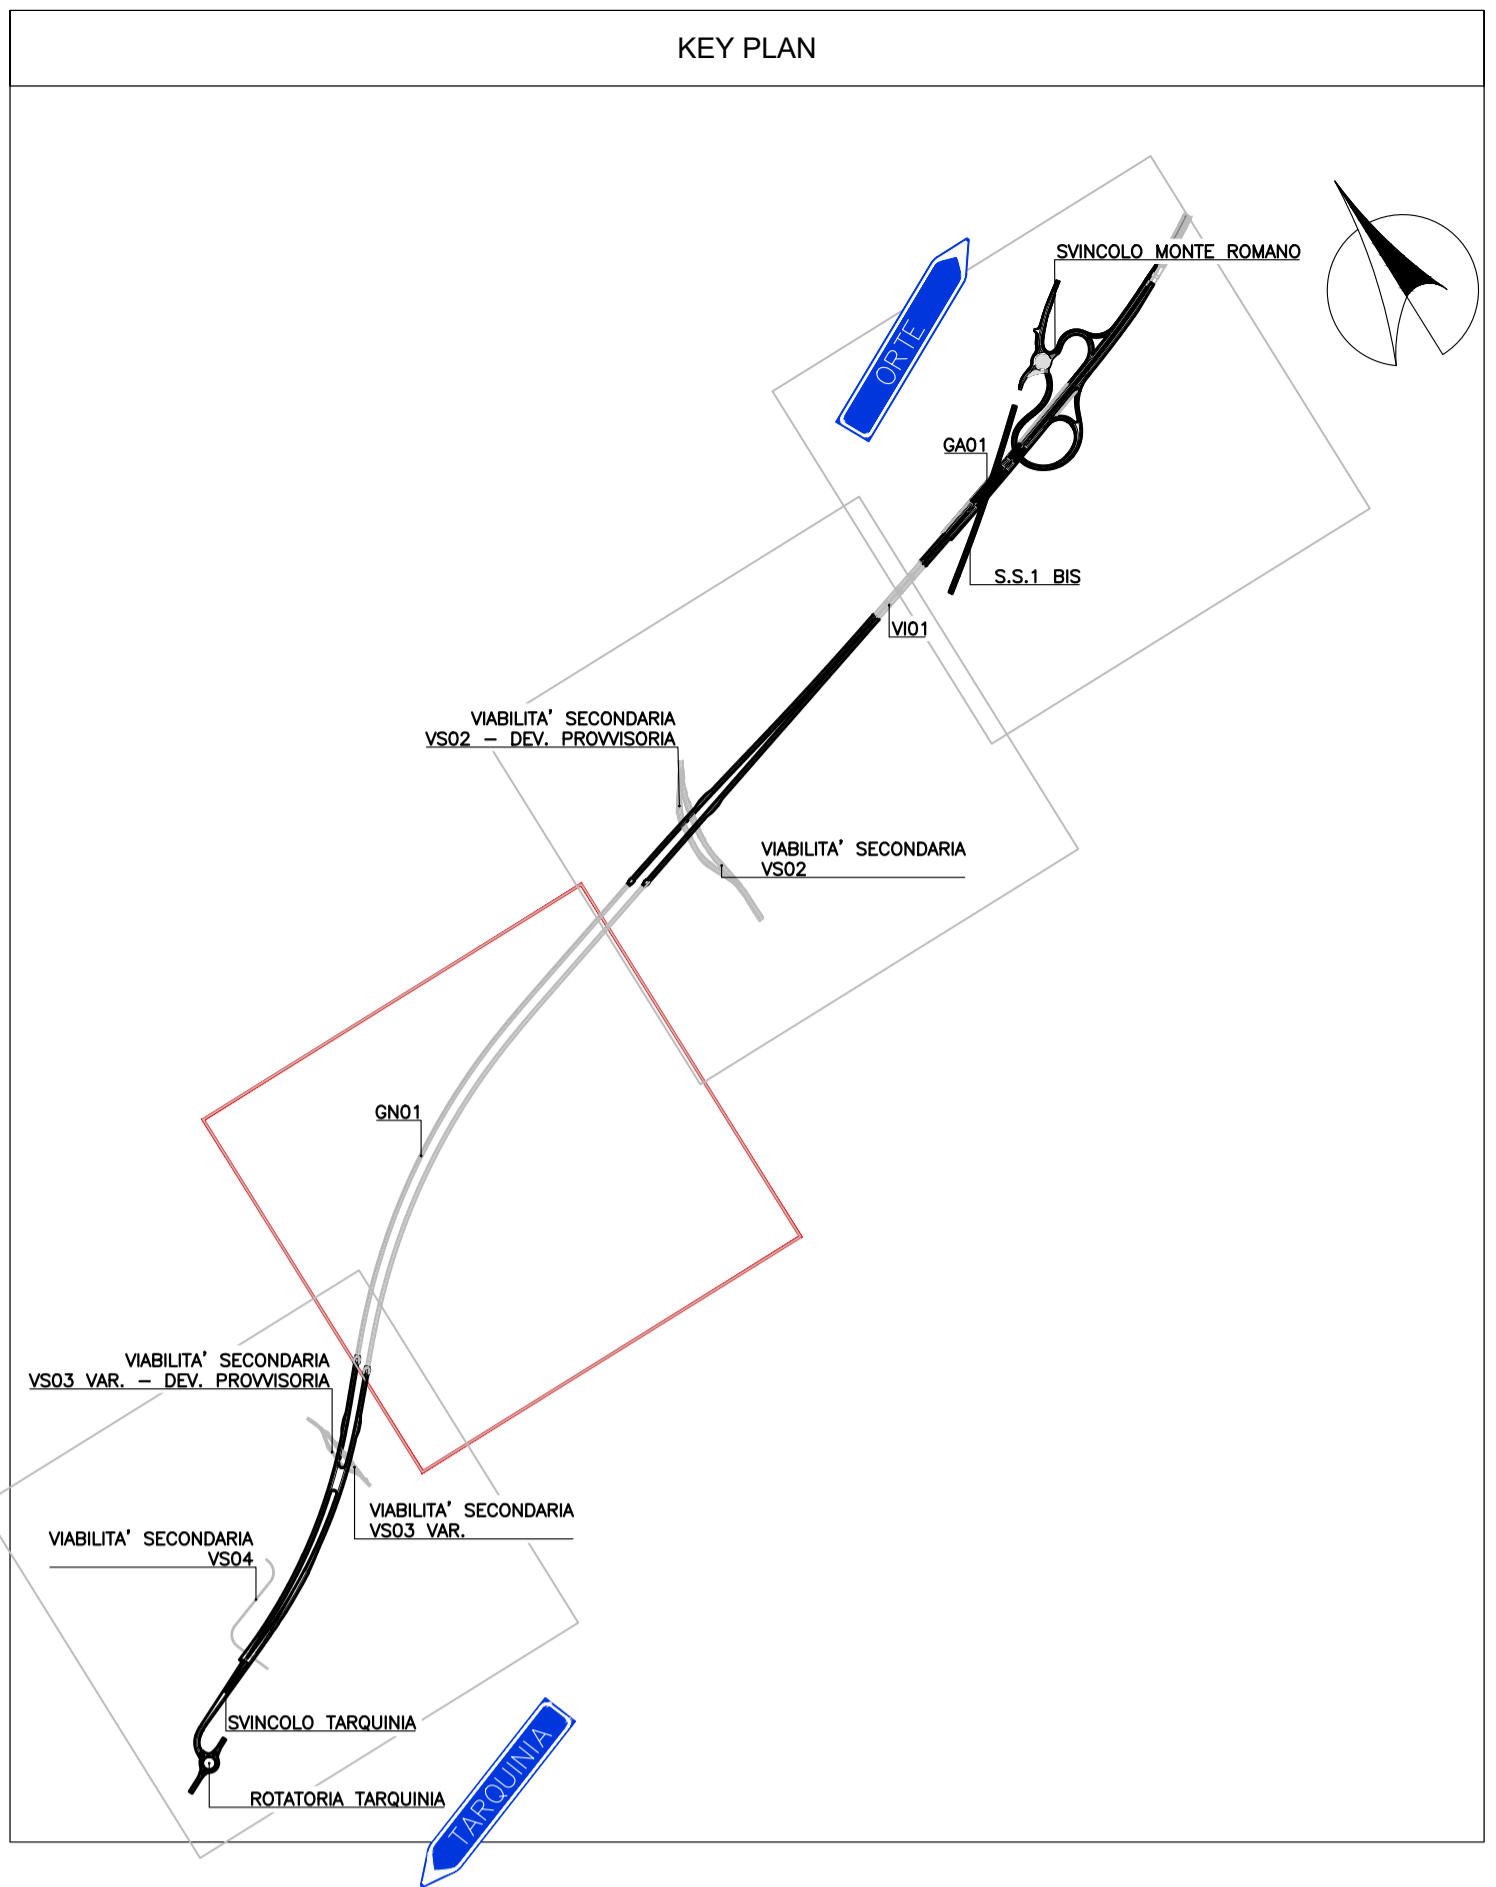 KEY PLAN
SVINCOLO MONTE ROMANO
ORTE
GA01
S.S.1 BIS
VI01
VIABILITA' SECONDARIA
VS02 - DEV. PROVVISORIA
VIABILITA' SECONDARIA
VS02
GN01
VIABILITA' SECONDARIA
VS03 VAR. - DEV. PROVVISORIA
VIABILITA' SECONDARIA
VS03 VAR.
VIABILITA' SECONDARIA
VS04
SVINCOLO TARQUINIA
TARQUINIA
ROTATORIA TARQUINIA